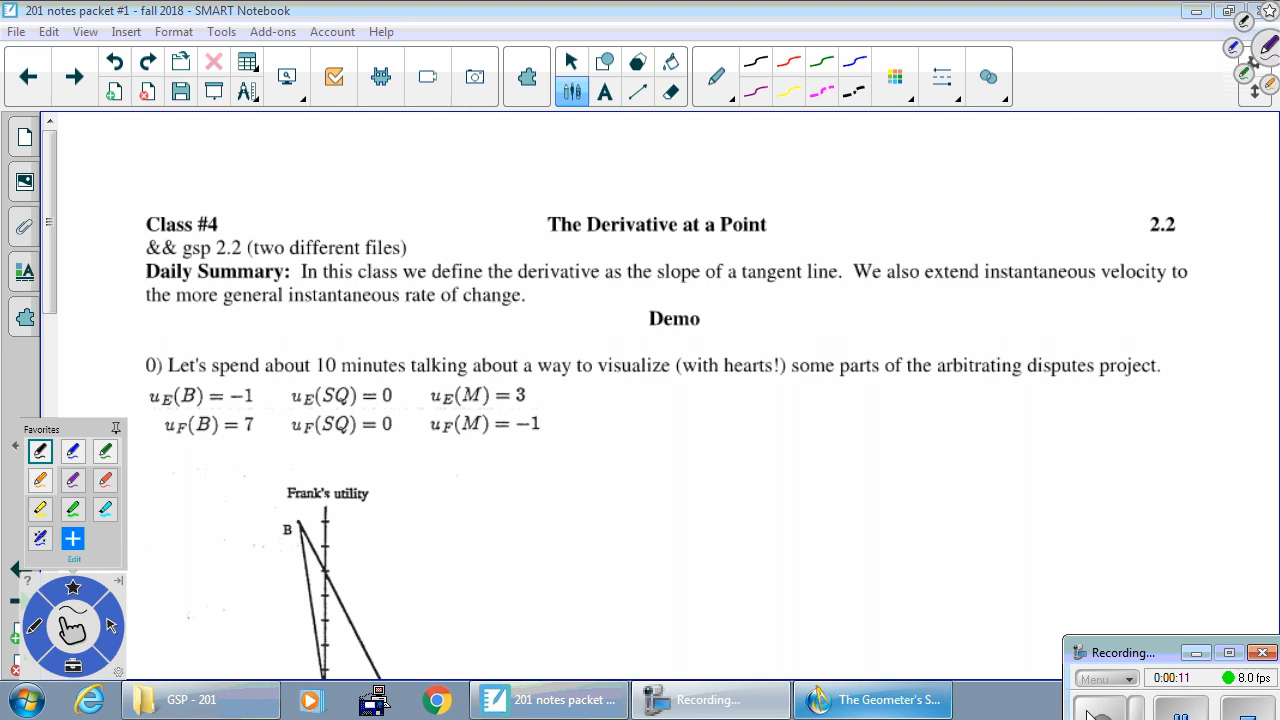 201 notes packet #1 - fall 2018 - SMART Notebook
File Edit View Insert Format Tools Add-ons Account Help
Class #4 The Derivative at a Point 2.2
&& gsp 2.2 (two different files)
Daily Summary: In this class we define the derivative as the slope of a tangent line. We also extend instantaneous velocity to
the more general instantaneous rate of change.
Demo
0) Let's spend about 10 minutes talking about a way to visualize (with hearts!) some parts of the arbitrating disputes project.
u_E(B) = −1 u_E(SQ) = 0 u_E(M) = 3
u_F(B) = 7 u_F(SQ) = 0 u_F(M) = −1
Favorites
Edit
Frank's utility
B
Recording...
Menu 0:00:11 8.0 fps
GSP - 201 201 notes packet ... Recording... The Geometer's S...